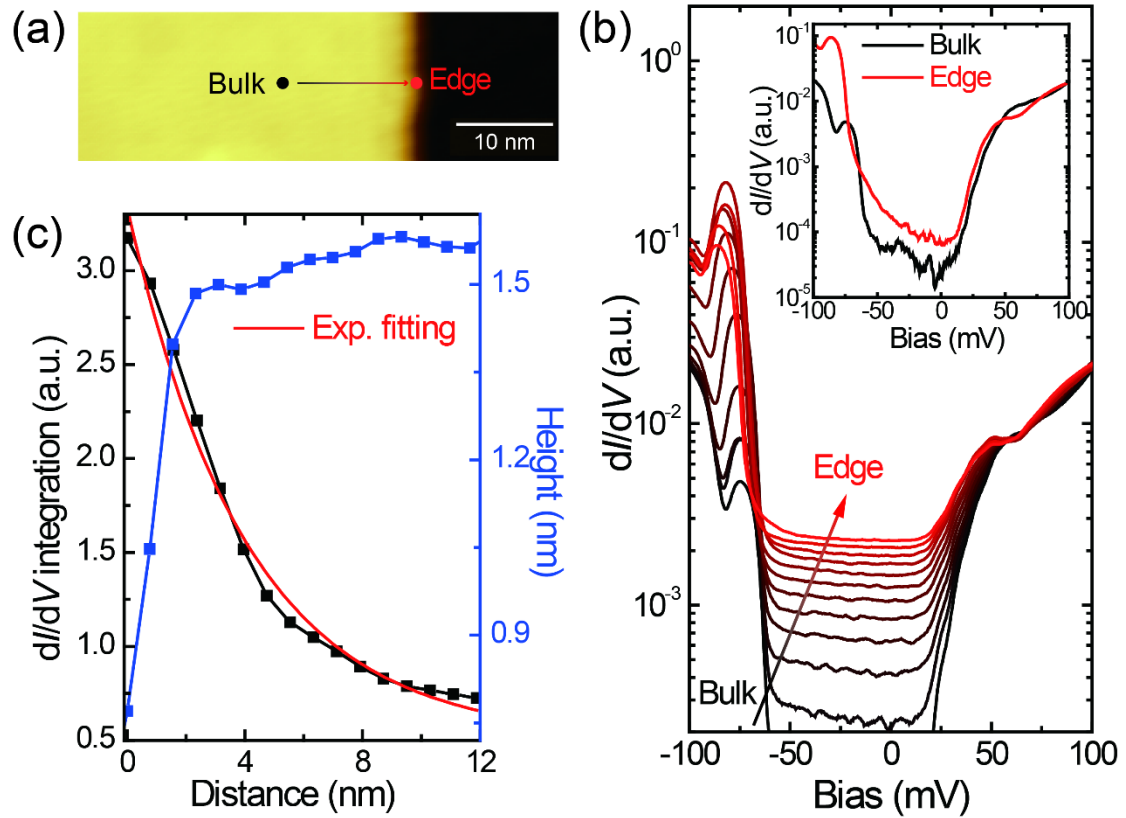 (a)
Bulk
Edge
10 nm
(b)
10⁰
10⁻¹
10⁻²
10⁻³
dI/dV (a.u.)
Edge
Bulk
-100
-50
0
50
100
Bias (mV)
Bulk
Edge
10⁻¹
10⁻²
10⁻³
10⁻⁴
10⁻⁵
dI/dV (a.u.)
-100
-50
0
50
100
Bias (mV)
(c)
3.0
2.5
2.0
1.5
1.0
0.5
dI/dV integration (a.u.)
Exp. fitting
1.5
1.2
0.9
Height (nm)
0
4
8
12
Distance (nm)